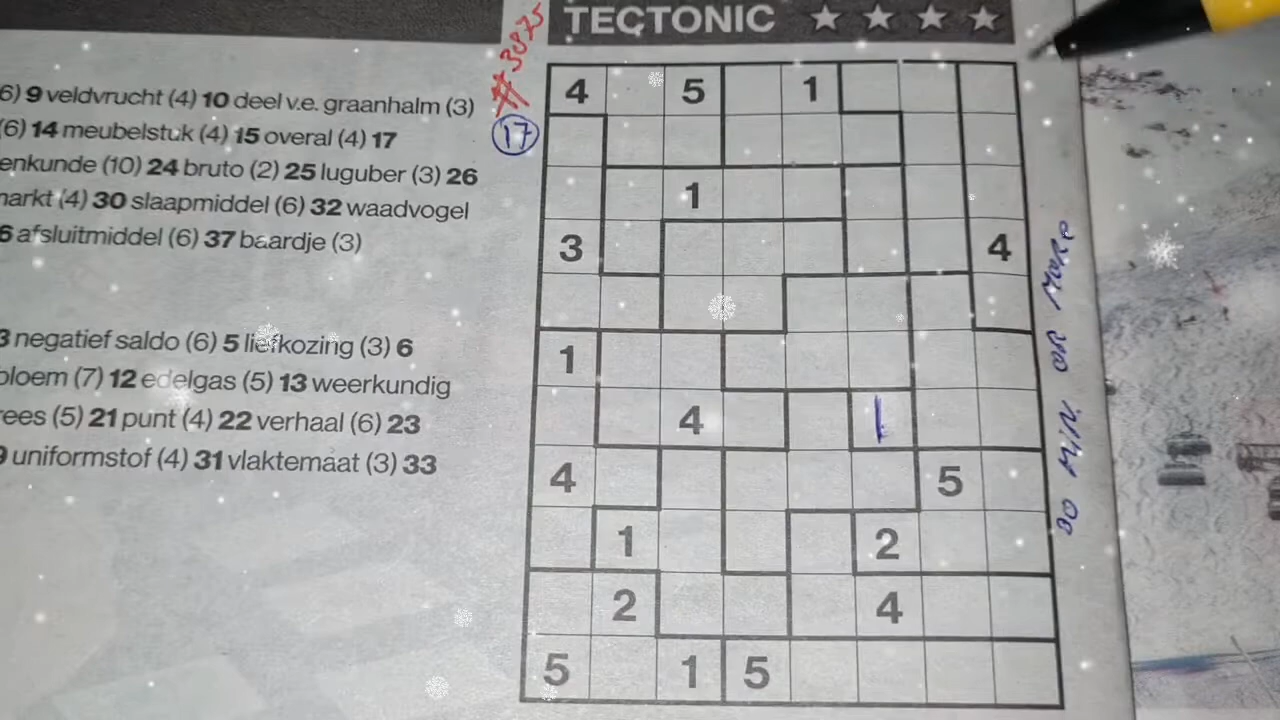 TECTONIC
#3875
17
6) 9 veldvrucht (4) 10 deel v.e. graanhalm (3)
(6) 14 meubelstuk (4) 15 overal (4) 17
enkunde (10) 24 bruto (2) 25 luguber (3) 26
narkt (4) 30 slaapmiddel (6) 32 waadvogel
6 afsluitmiddel (6) 37 baardje (3)
3 negatief saldo (6) 5 liefkozing (3) 6
bloem (7) 12 edelgas (5) 13 weerkundig
rees (5) 21 punt (4) 22 verhaal (6) 23
9 uniformstof (4) 31 vlaktemaat (3) 33
4 5 1
1
3 4
1
4 1
4 5
1 2
2 4
5 1 5
DO MIN OR MORE